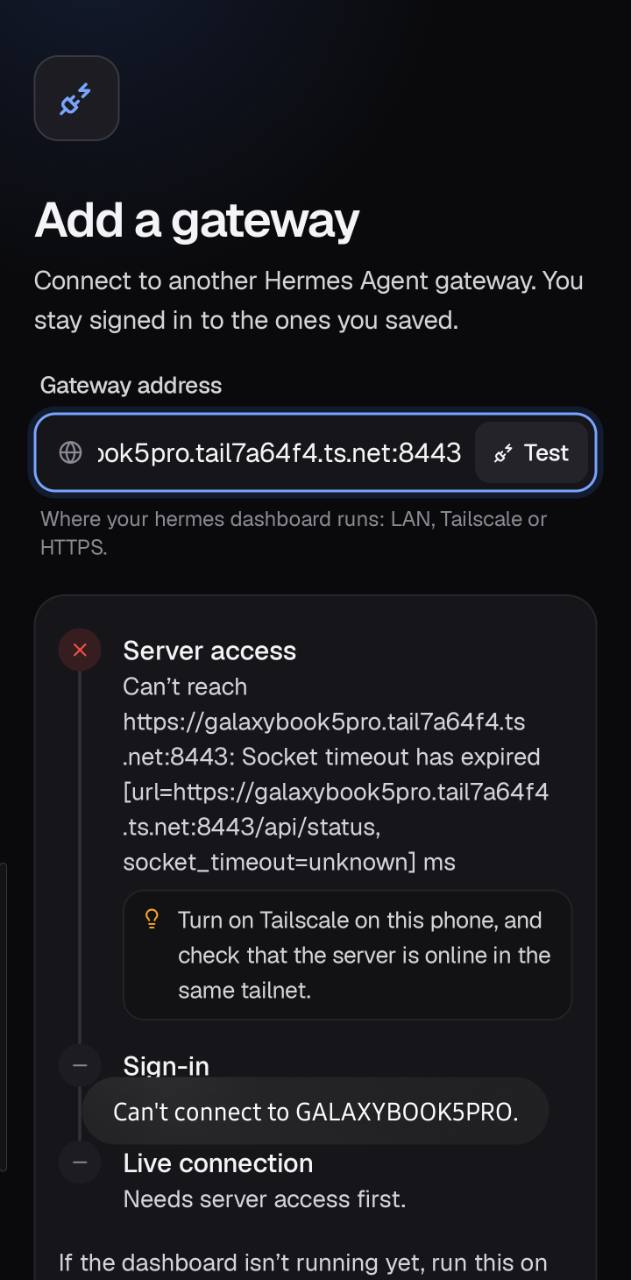 Add a gateway
Connect to another Hermes Agent gateway. You
stay signed in to the ones you saved.
Gateway address
ook5pro.tail7a64f4.ts.net:8443
Test
Where your hermes dashboard runs: LAN, Tailscale or
HTTPS.
Server access
Can’t reach
https://galaxybook5pro.tail7a64f4.ts
.net:8443: Socket timeout has expired
[url=https://galaxybook5pro.tail7a64f4
.ts.net:8443/api/status,
socket_timeout=unknown] ms
Turn on Tailscale on this phone, and
check that the server is online in the
same tailnet.
Sign-in
Can't connect to GALAXYBOOK5PRO.
Live connection
Needs server access first.
If the dashboard isn’t running yet, run this on